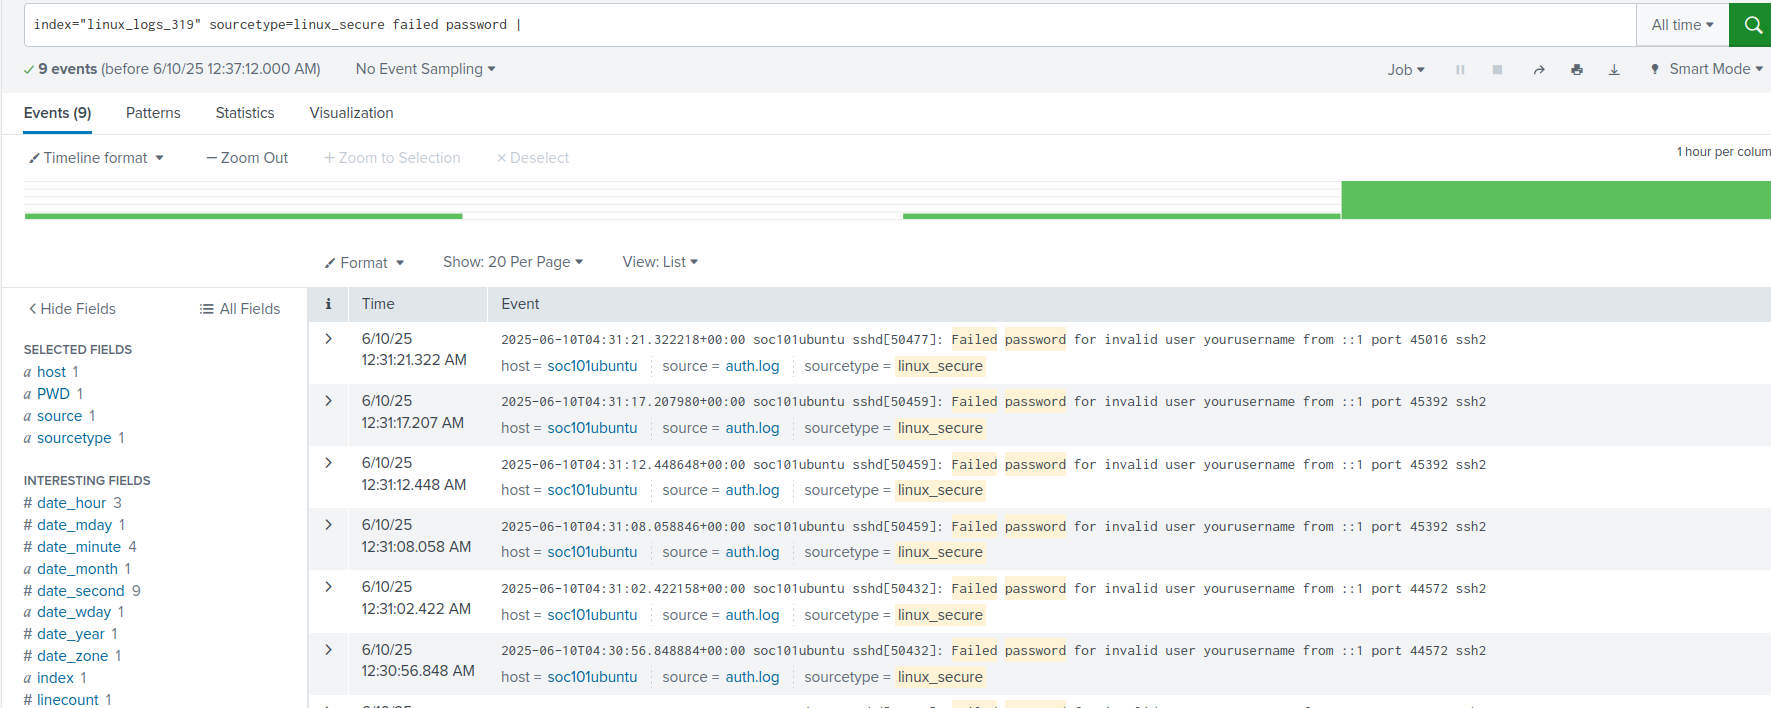 index="linux_logs_319" sourcetype=linux_secure failed password |
All time
9 events (before 6/10/25 12:37:12.000 AM)
No Event Sampling
Job
Smart Mode
Events (9)
Patterns
Statistics
Visualization
Timeline format
— Zoom Out
+ Zoom to Selection
× Deselect
1 hour per colum
Format
Show: 20 Per Page
View: List
< Hide Fields
All Fields
SELECTED FIELDS
a host 1
a PWD 1
a source 1
a sourcetype 1
INTERESTING FIELDS
# date_hour 3
# date_mday 1
# date_minute 4
a date_month 1
# date_second 9
a date_wday 1
# date_year 1
# date_zone 1
a index 1
# linecount 1
i
Time
Event
6/10/25
12:31:21.322 AM
2025-06-10T04:31:21.322218+00:00 soc101ubuntu sshd[50477]: Failed password for invalid user yourusername from ::1 port 45016 ssh2
host = soc101ubuntu source = auth.log sourcetype = linux_secure
6/10/25
12:31:17.207 AM
2025-06-10T04:31:17.207980+00:00 soc101ubuntu sshd[50459]: Failed password for invalid user yourusername from ::1 port 45392 ssh2
host = soc101ubuntu source = auth.log sourcetype = linux_secure
6/10/25
12:31:12.448 AM
2025-06-10T04:31:12.448648+00:00 soc101ubuntu sshd[50459]: Failed password for invalid user yourusername from ::1 port 45392 ssh2
host = soc101ubuntu source = auth.log sourcetype = linux_secure
6/10/25
12:31:08.058 AM
2025-06-10T04:31:08.058846+00:00 soc101ubuntu sshd[50459]: Failed password for invalid user yourusername from ::1 port 45392 ssh2
host = soc101ubuntu source = auth.log sourcetype = linux_secure
6/10/25
12:31:02.422 AM
2025-06-10T04:31:02.422158+00:00 soc101ubuntu sshd[50432]: Failed password for invalid user yourusername from ::1 port 44572 ssh2
host = soc101ubuntu source = auth.log sourcetype = linux_secure
6/10/25
12:30:56.848 AM
2025-06-10T04:30:56.848884+00:00 soc101ubuntu sshd[50432]: Failed password for invalid user yourusername from ::1 port 44572 ssh2
host = soc101ubuntu source = auth.log sourcetype = linux_secure